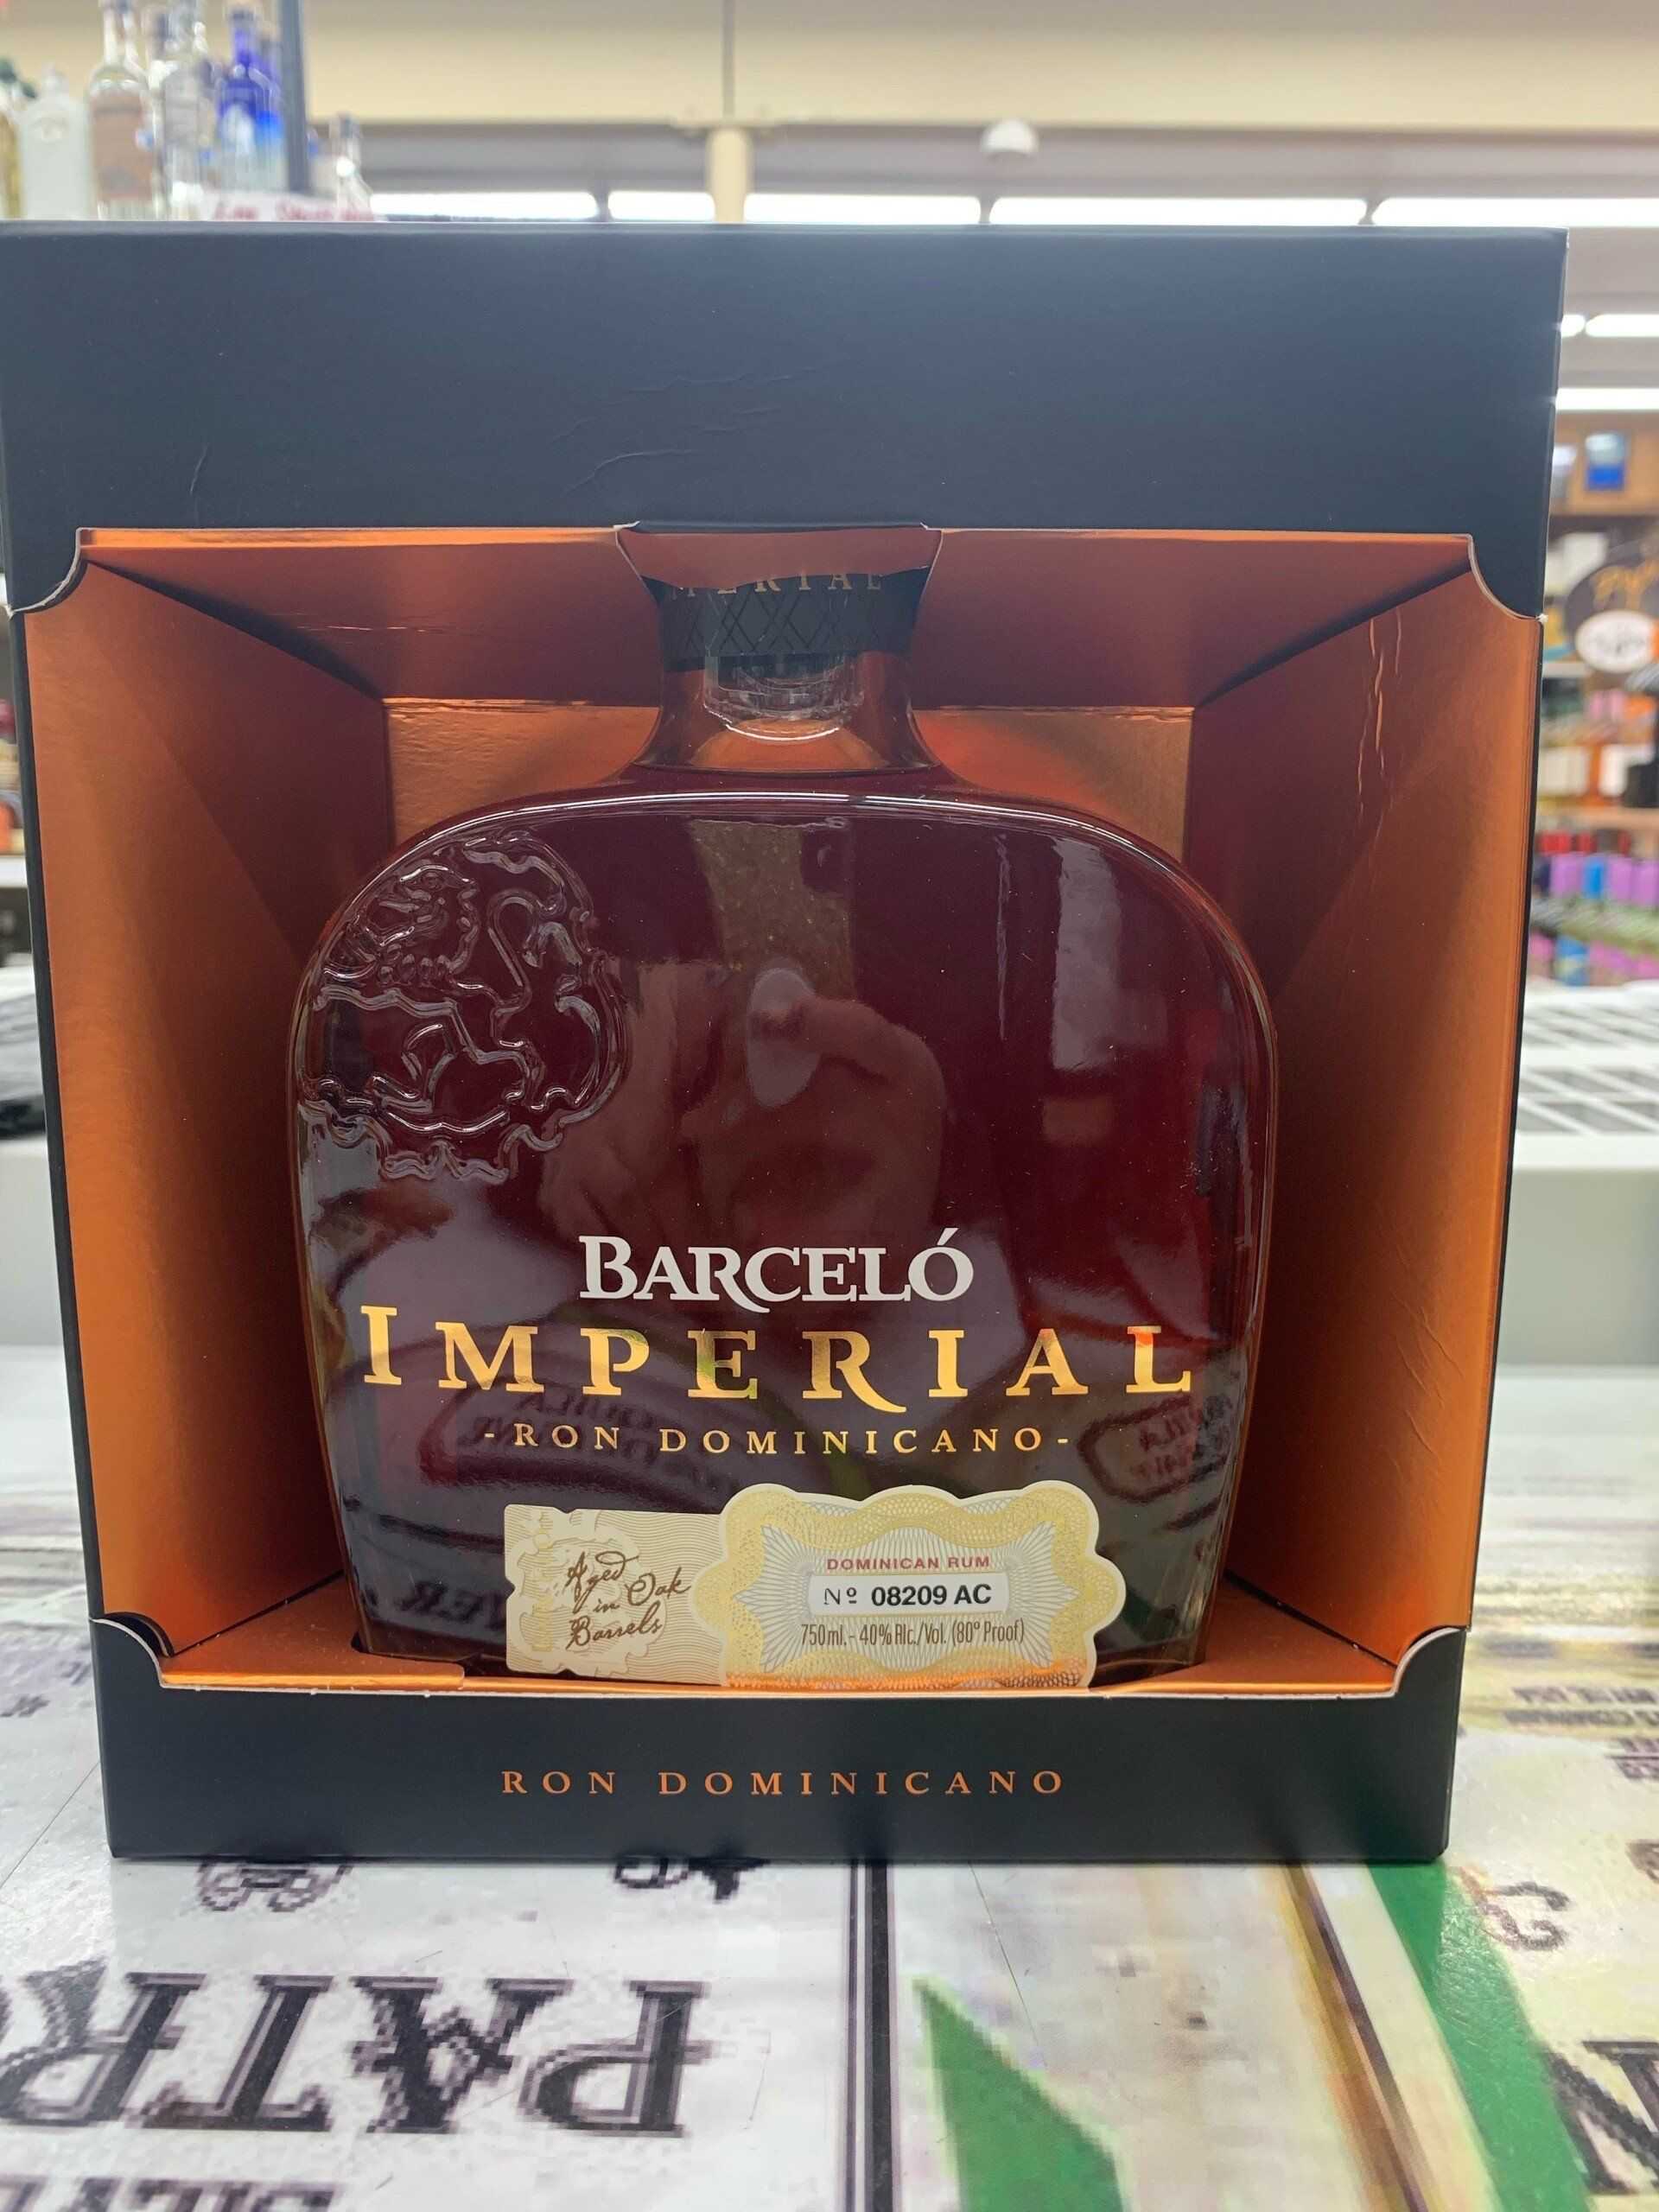 IMPERIAL
BARCELÓ
IMPERIAL
-RON DOMINICANO-
Aged
in Oak
Barrels
DOMINICAN RUM
Nº 08209 AC
750ml.- 40% Alc./Vol. (80° Proof)
RON DOMINICANO
PATR